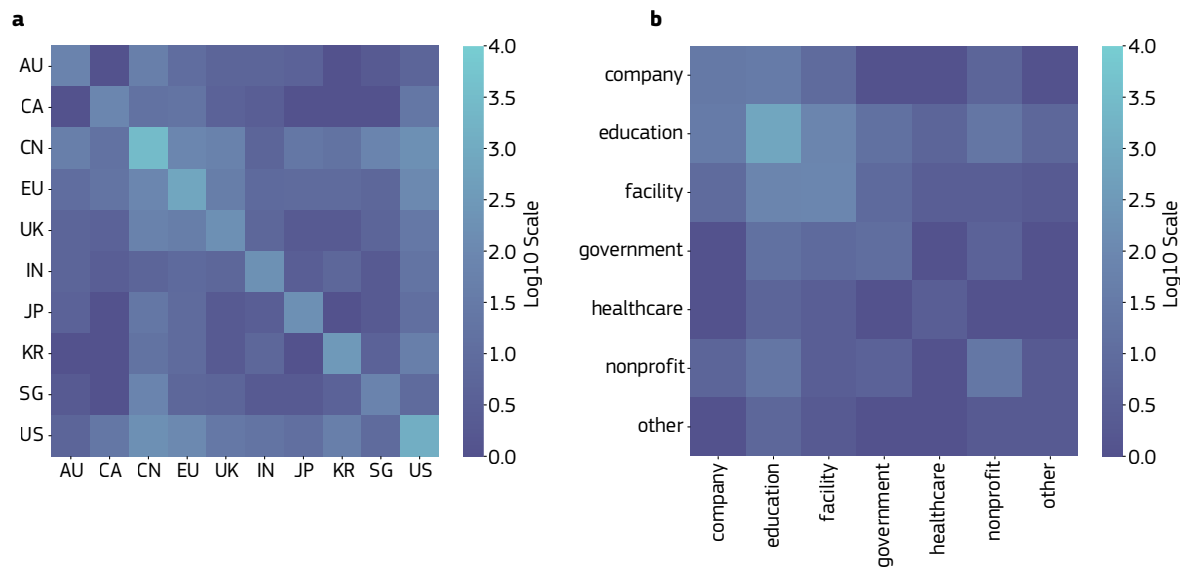 a
AU
CA
CN
EU
UK
IN
JP
KR
SG
US
AU CA CN EU UK IN JP KR SG US
4.0
3.5
3.0
2.5
2.0
1.5
1.0
0.5
0.0
Log10 Scale
b
company
education
facility
government
healthcare
nonprofit
other
company education facility government healthcare nonprofit other
4.0
3.5
3.0
2.5
2.0
1.5
1.0
0.5
0.0
Log10 Scale